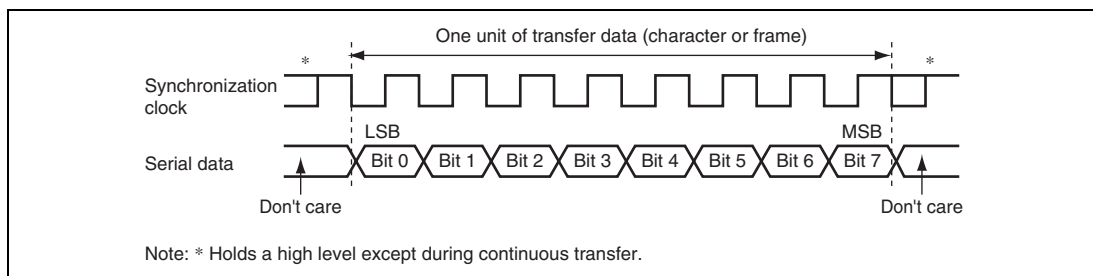 One unit of transfer data (character or frame)
* *
Synchronization
clock
LSB MSB
Serial data Bit 0 Bit 1 Bit 2 Bit 3 Bit 4 Bit 5 Bit 6 Bit 7
Don't care Don't care
Note: * Holds a high level except during continuous transfer.